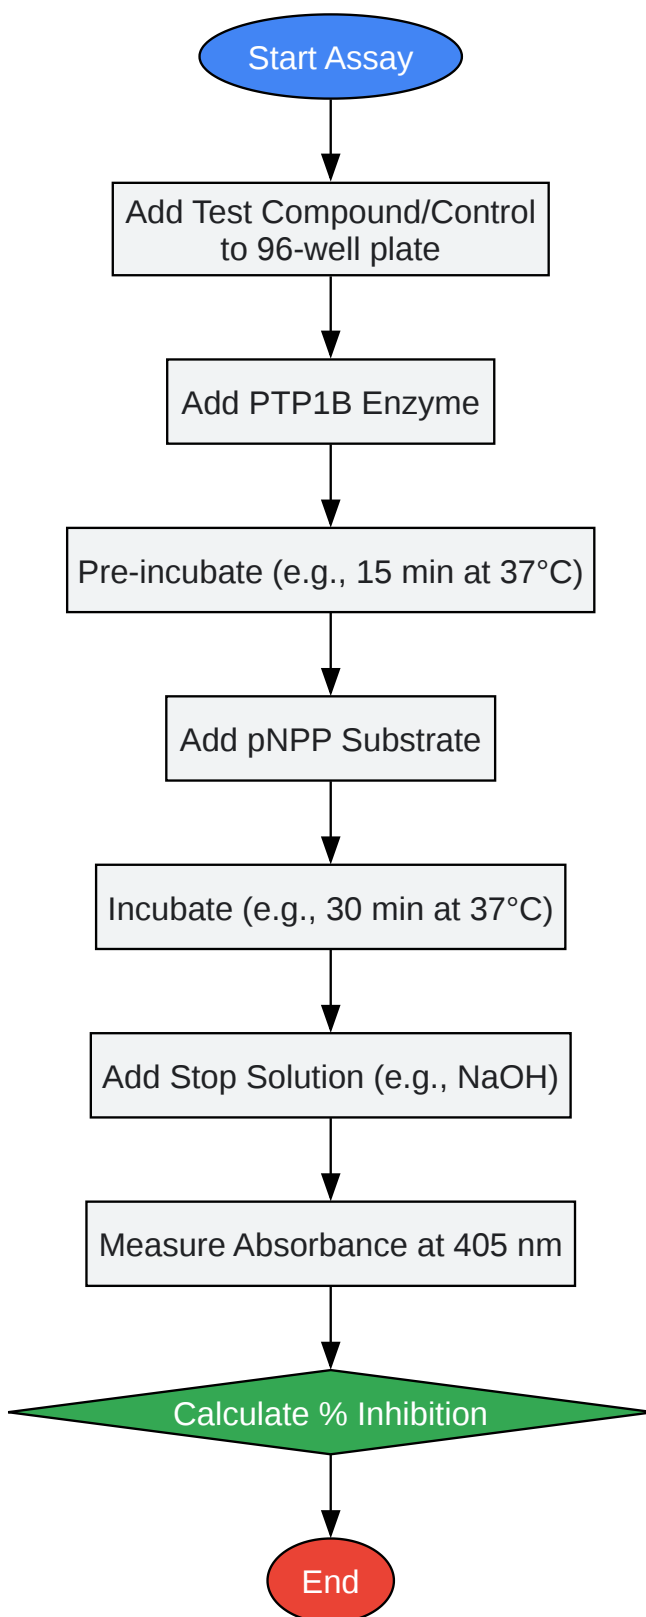 Start Assay
Add Test Compound/Control
to 96-well plate
Add PTP1B Enzyme
Pre-incubate (e.g., 15 min at 37°C)
Add pNPP Substrate
Incubate (e.g., 30 min at 37°C)
Add Stop Solution (e.g., NaOH)
Measure Absorbance at 405 nm
Calculate % Inhibition
End